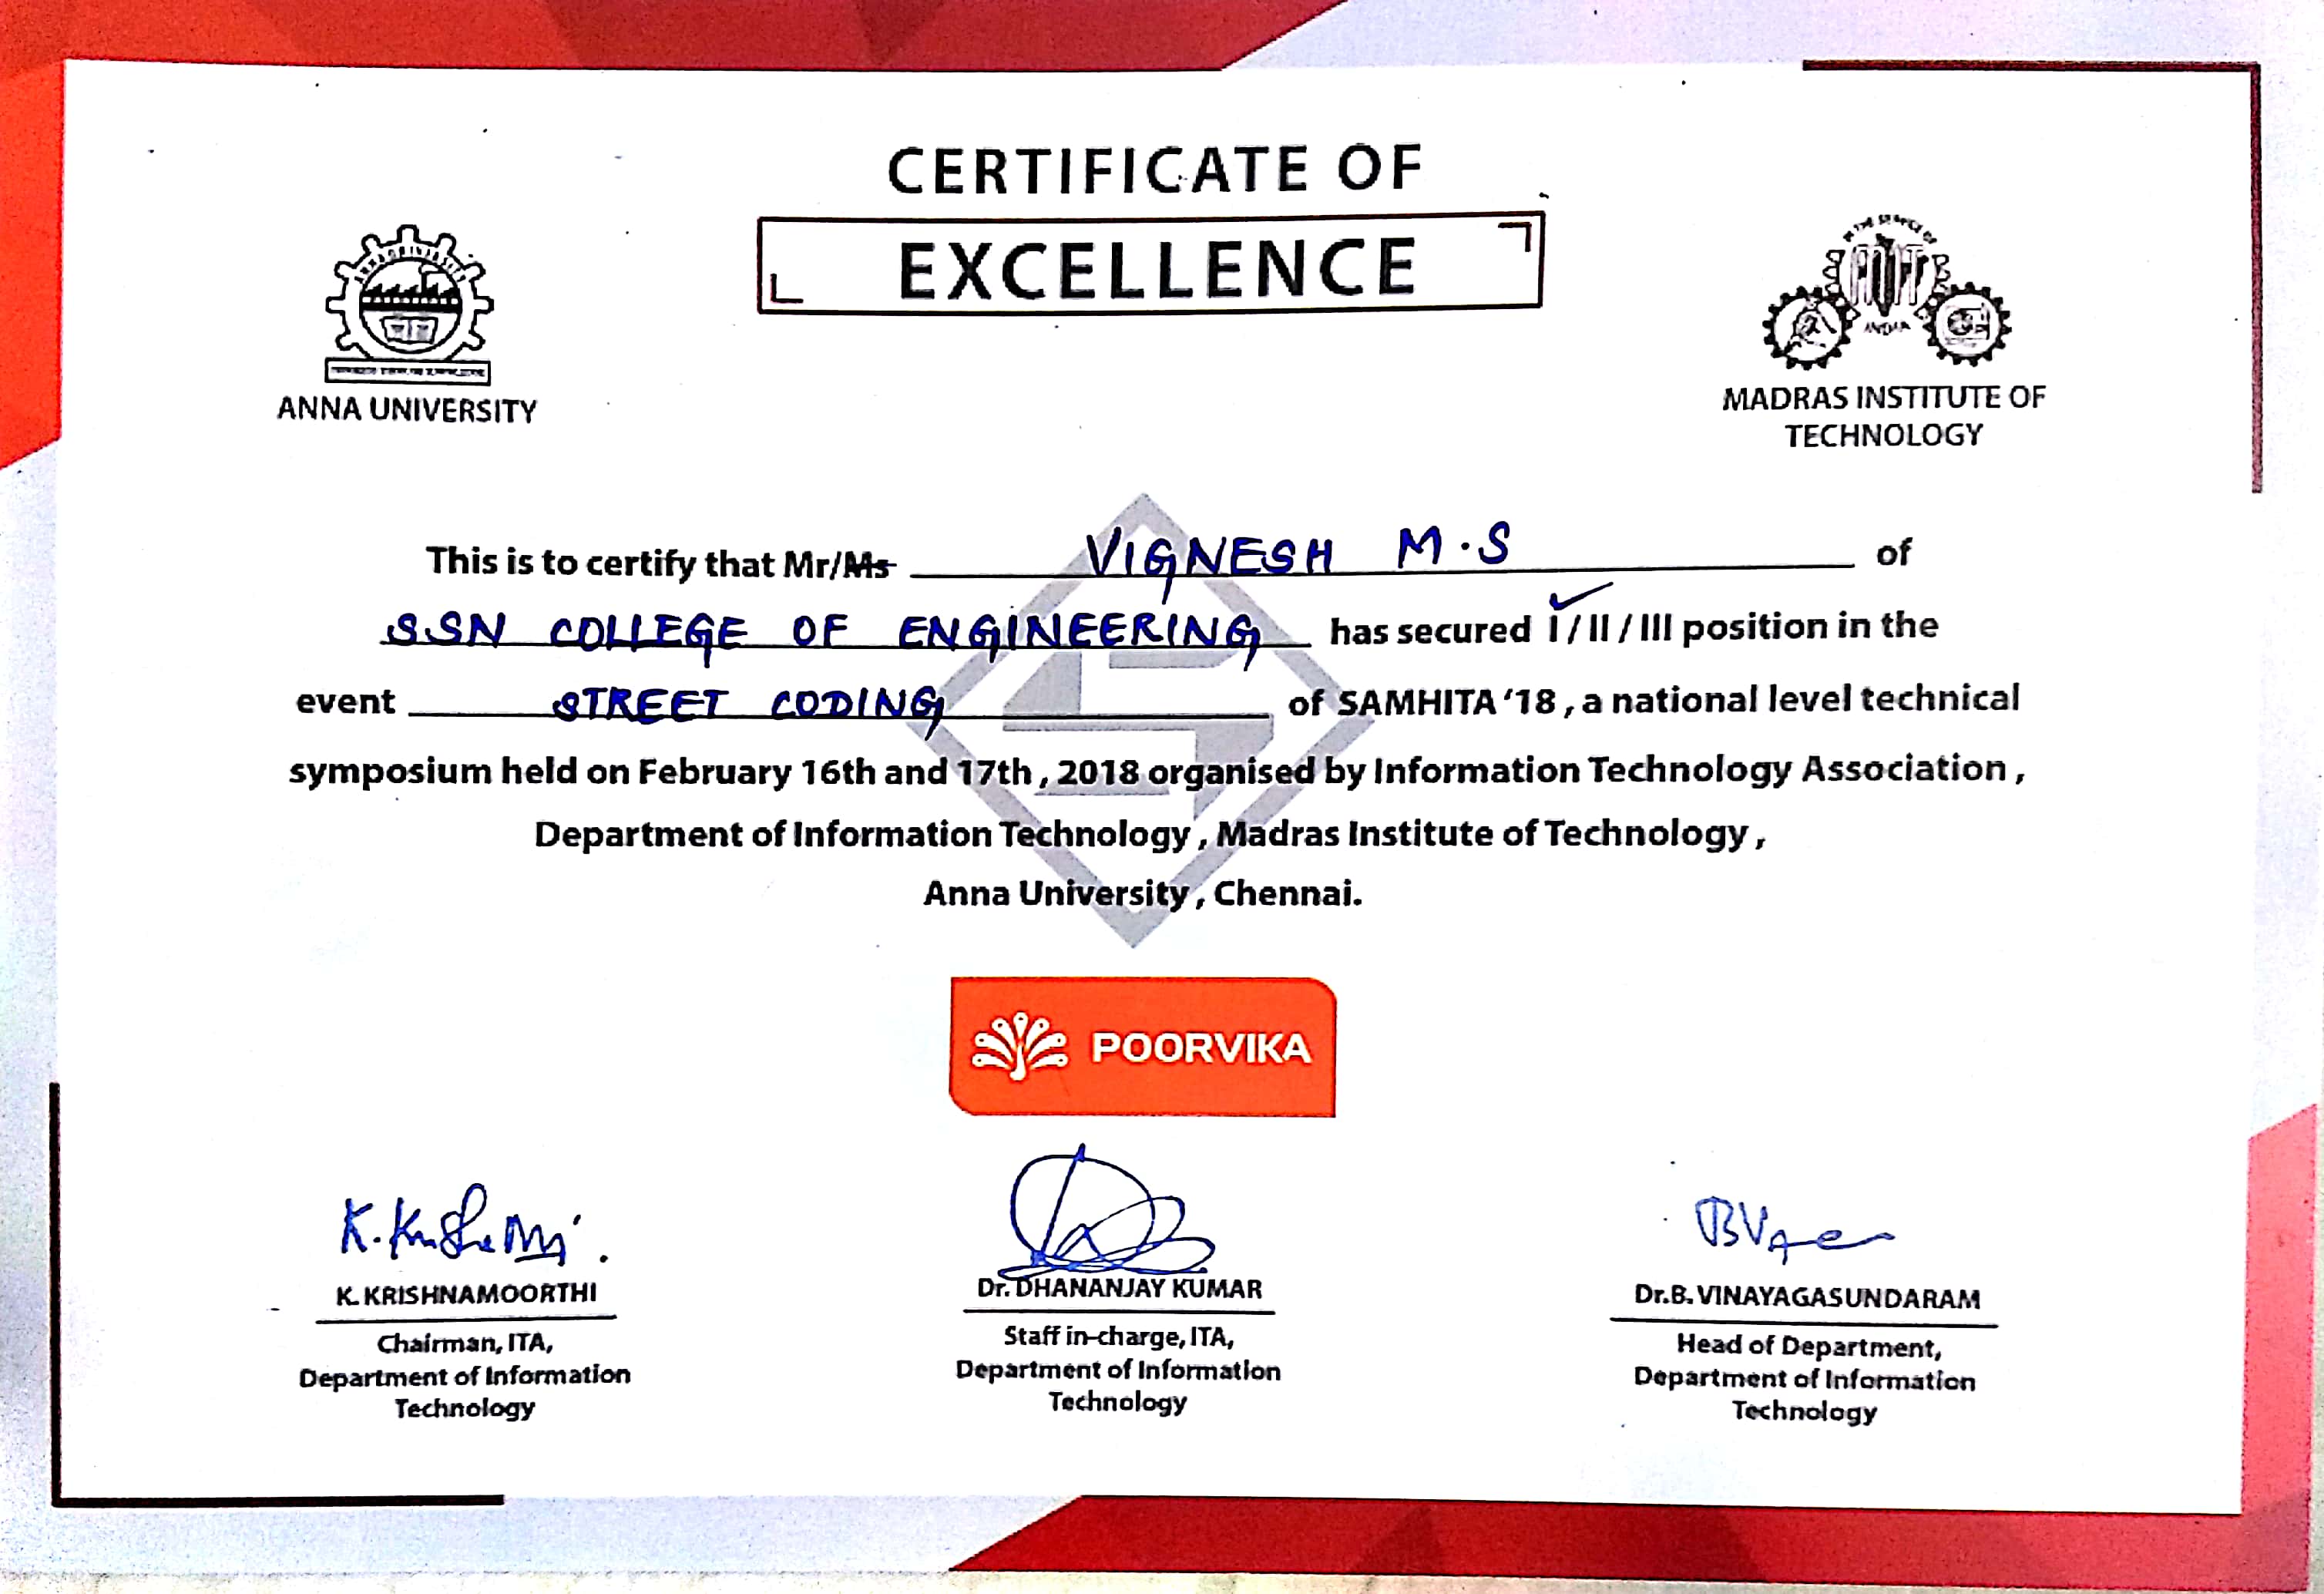 CERTIFICATE OF
EXCELLENCE
ANNA UNIVERSITY
MADRAS INSTITUTE OF
TECHNOLOGY
This is to certify that Mr/Ms VIGNESH M.S of
SSN COLLEGE OF ENGINEERING has secured I / II / III position in the
event STREET CODING of SAMHITA '18 , a national level technical
symposium held on February 16th and 17th , 2018 organised by Information Technology Association ,
Department of Information Technology , Madras Institute of Technology ,
Anna University , Chennai.
POORVIKA
K. KRISHNAMOORTHI
Chairman, ITA,
Department of Information
Technology
Dr. DHANANJAY KUMAR
Staff in-charge, ITA,
Department of Information
Technology
Dr.B. VINAYAGASUNDARAM
Head of Department,
Department of Information
Technology